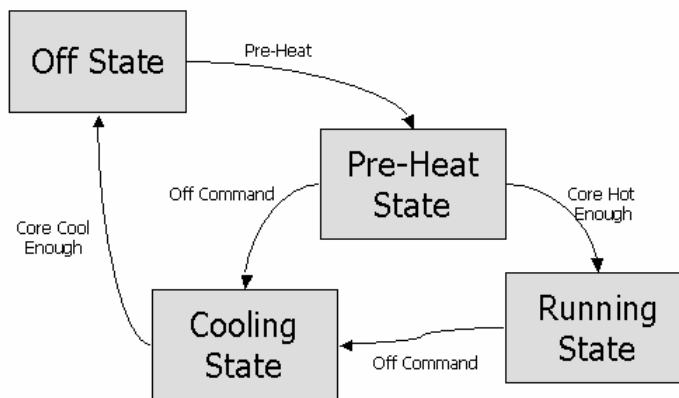 Off State
Pre-Heat
Pre-Heat
State
Off Command
Core Hot
Enough
Core Cool
Enough
Cooling
State
Off Command
Running
State